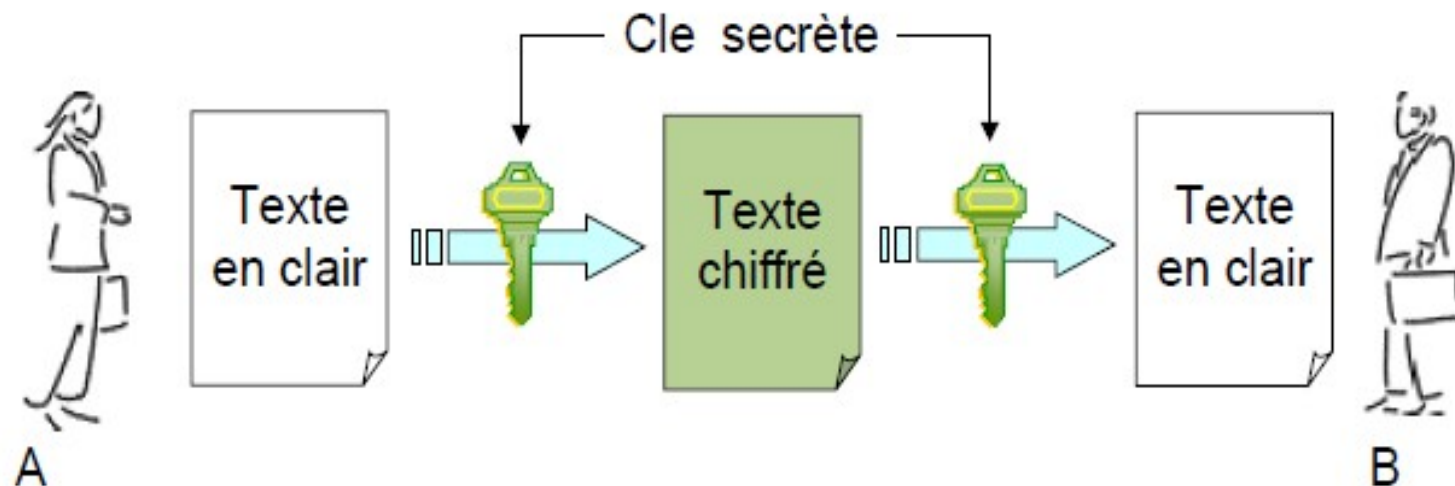 Cle secrète
Texte
en clair
Texte
chiffré
Texte
en clair
A
B